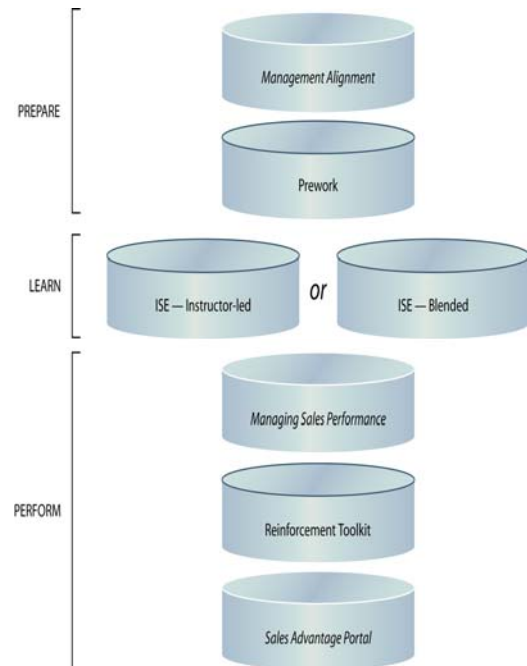 PREPARE
Management Alignment
Prework
LEARN
ISE — Instructor-led
or
ISE — Blended
PERFORM
Managing Sales Performance
Reinforcement Toolkit
Sales Advantage Portal